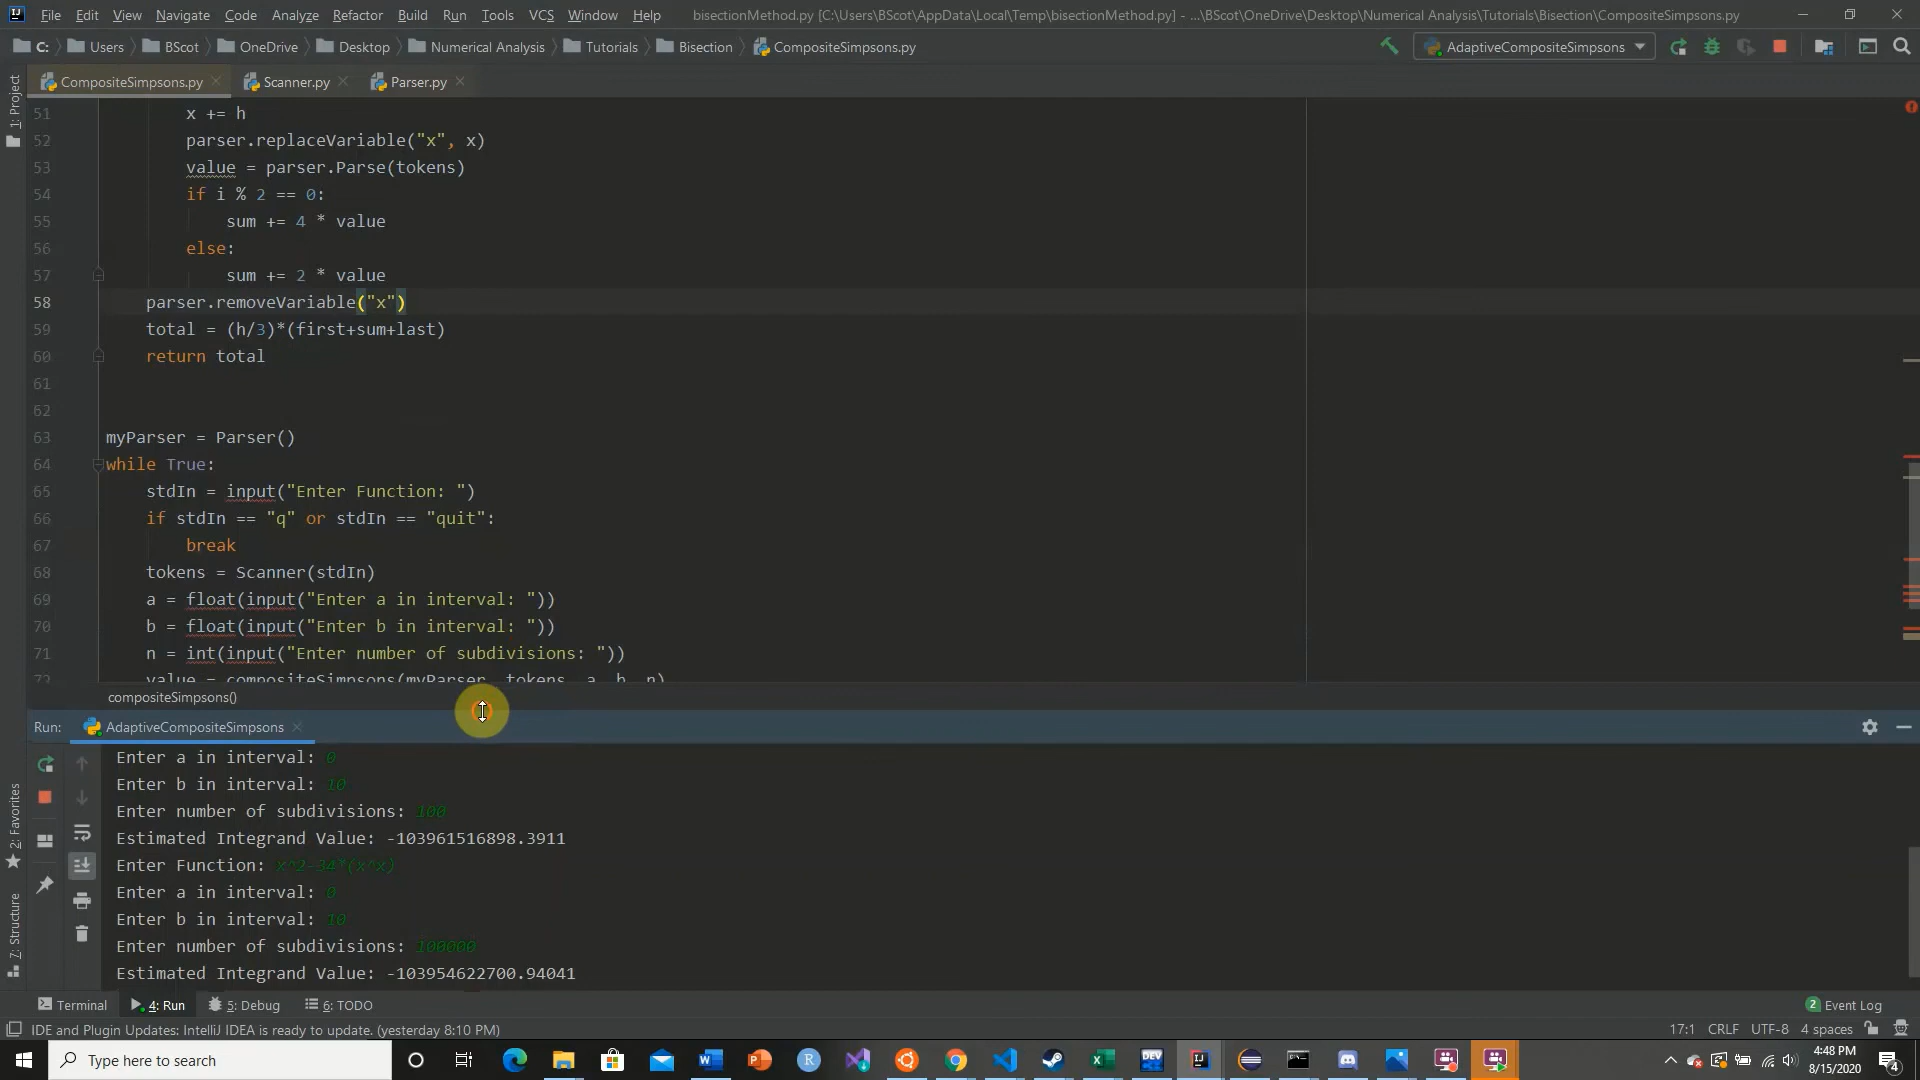 File Edit View Navigate Code Analyze Refactor Build Run Tools VCS Window Help bisectionMethod.py [C:\Users\BScot\AppData\Local\Temp\bisectionMethod.py] - ...\BScot\OneDrive\Desktop\Numerical Analysis\Tutorials\Bisection\CompositeSimpsons.py
C: Users BScot OneDrive Desktop Numerical Analysis Tutorials Bisection CompositeSimpsons.py AdaptiveCompositeSimpsons
CompositeSimpsons.py Scanner.py Parser.py
1: Project
51 x += h
52 parser.replaceVariable("x", x)
53 value = parser.Parse(tokens)
54 if i % 2 == 0:
55 sum += 4 * value
56 else:
57 sum += 2 * value
58 parser.removeVariable("x")
59 total = (h/3)*(first+sum+last)
60 return total
61
62
63 myParser = Parser()
64 while True:
65 stdIn = input("Enter Function: ")
66 if stdIn == "q" or stdIn == "quit":
67 break
68 tokens = Scanner(stdIn)
69 a = float(input("Enter a in interval: "))
70 b = float(input("Enter b in interval: "))
71 n = int(input("Enter number of subdivisions: "))
72 value = compositeSimpsons(myParser, tokens, a, b, n)
compositeSimpsons()
Run: AdaptiveCompositeSimpsons
Enter a in interval: 0
Enter b in interval: 10
Enter number of subdivisions: 100
Estimated Integrand Value: -103961516898.3911
Enter Function: x^2-34*(x^x)
Enter a in interval: 0
Enter b in interval: 10
Enter number of subdivisions: 100000
Estimated Integrand Value: -103954622700.94041
2: Favorites
7: Structure
Terminal 4: Run 5: Debug 6: TODO 2 Event Log
IDE and Plugin Updates: IntelliJ IDEA is ready to update. (yesterday 8:10 PM) 17:1 CRLF UTF-8 4 spaces
Type here to search
4:48 PM
8/15/2020
4